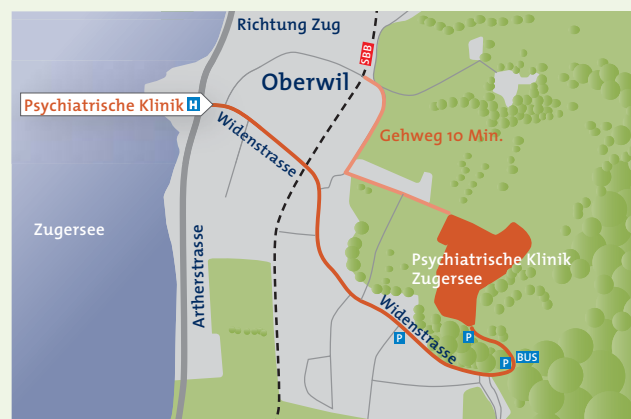 Richtung Zug
SBB
Oberwil
Psychiatrische Klinik H
Widenstrasse
Gehweg 10 Min.
Zugersee
Artherstrasse
Psychiatrische Klinik
Zugersee
Widenstrasse
P
P
P
BUS